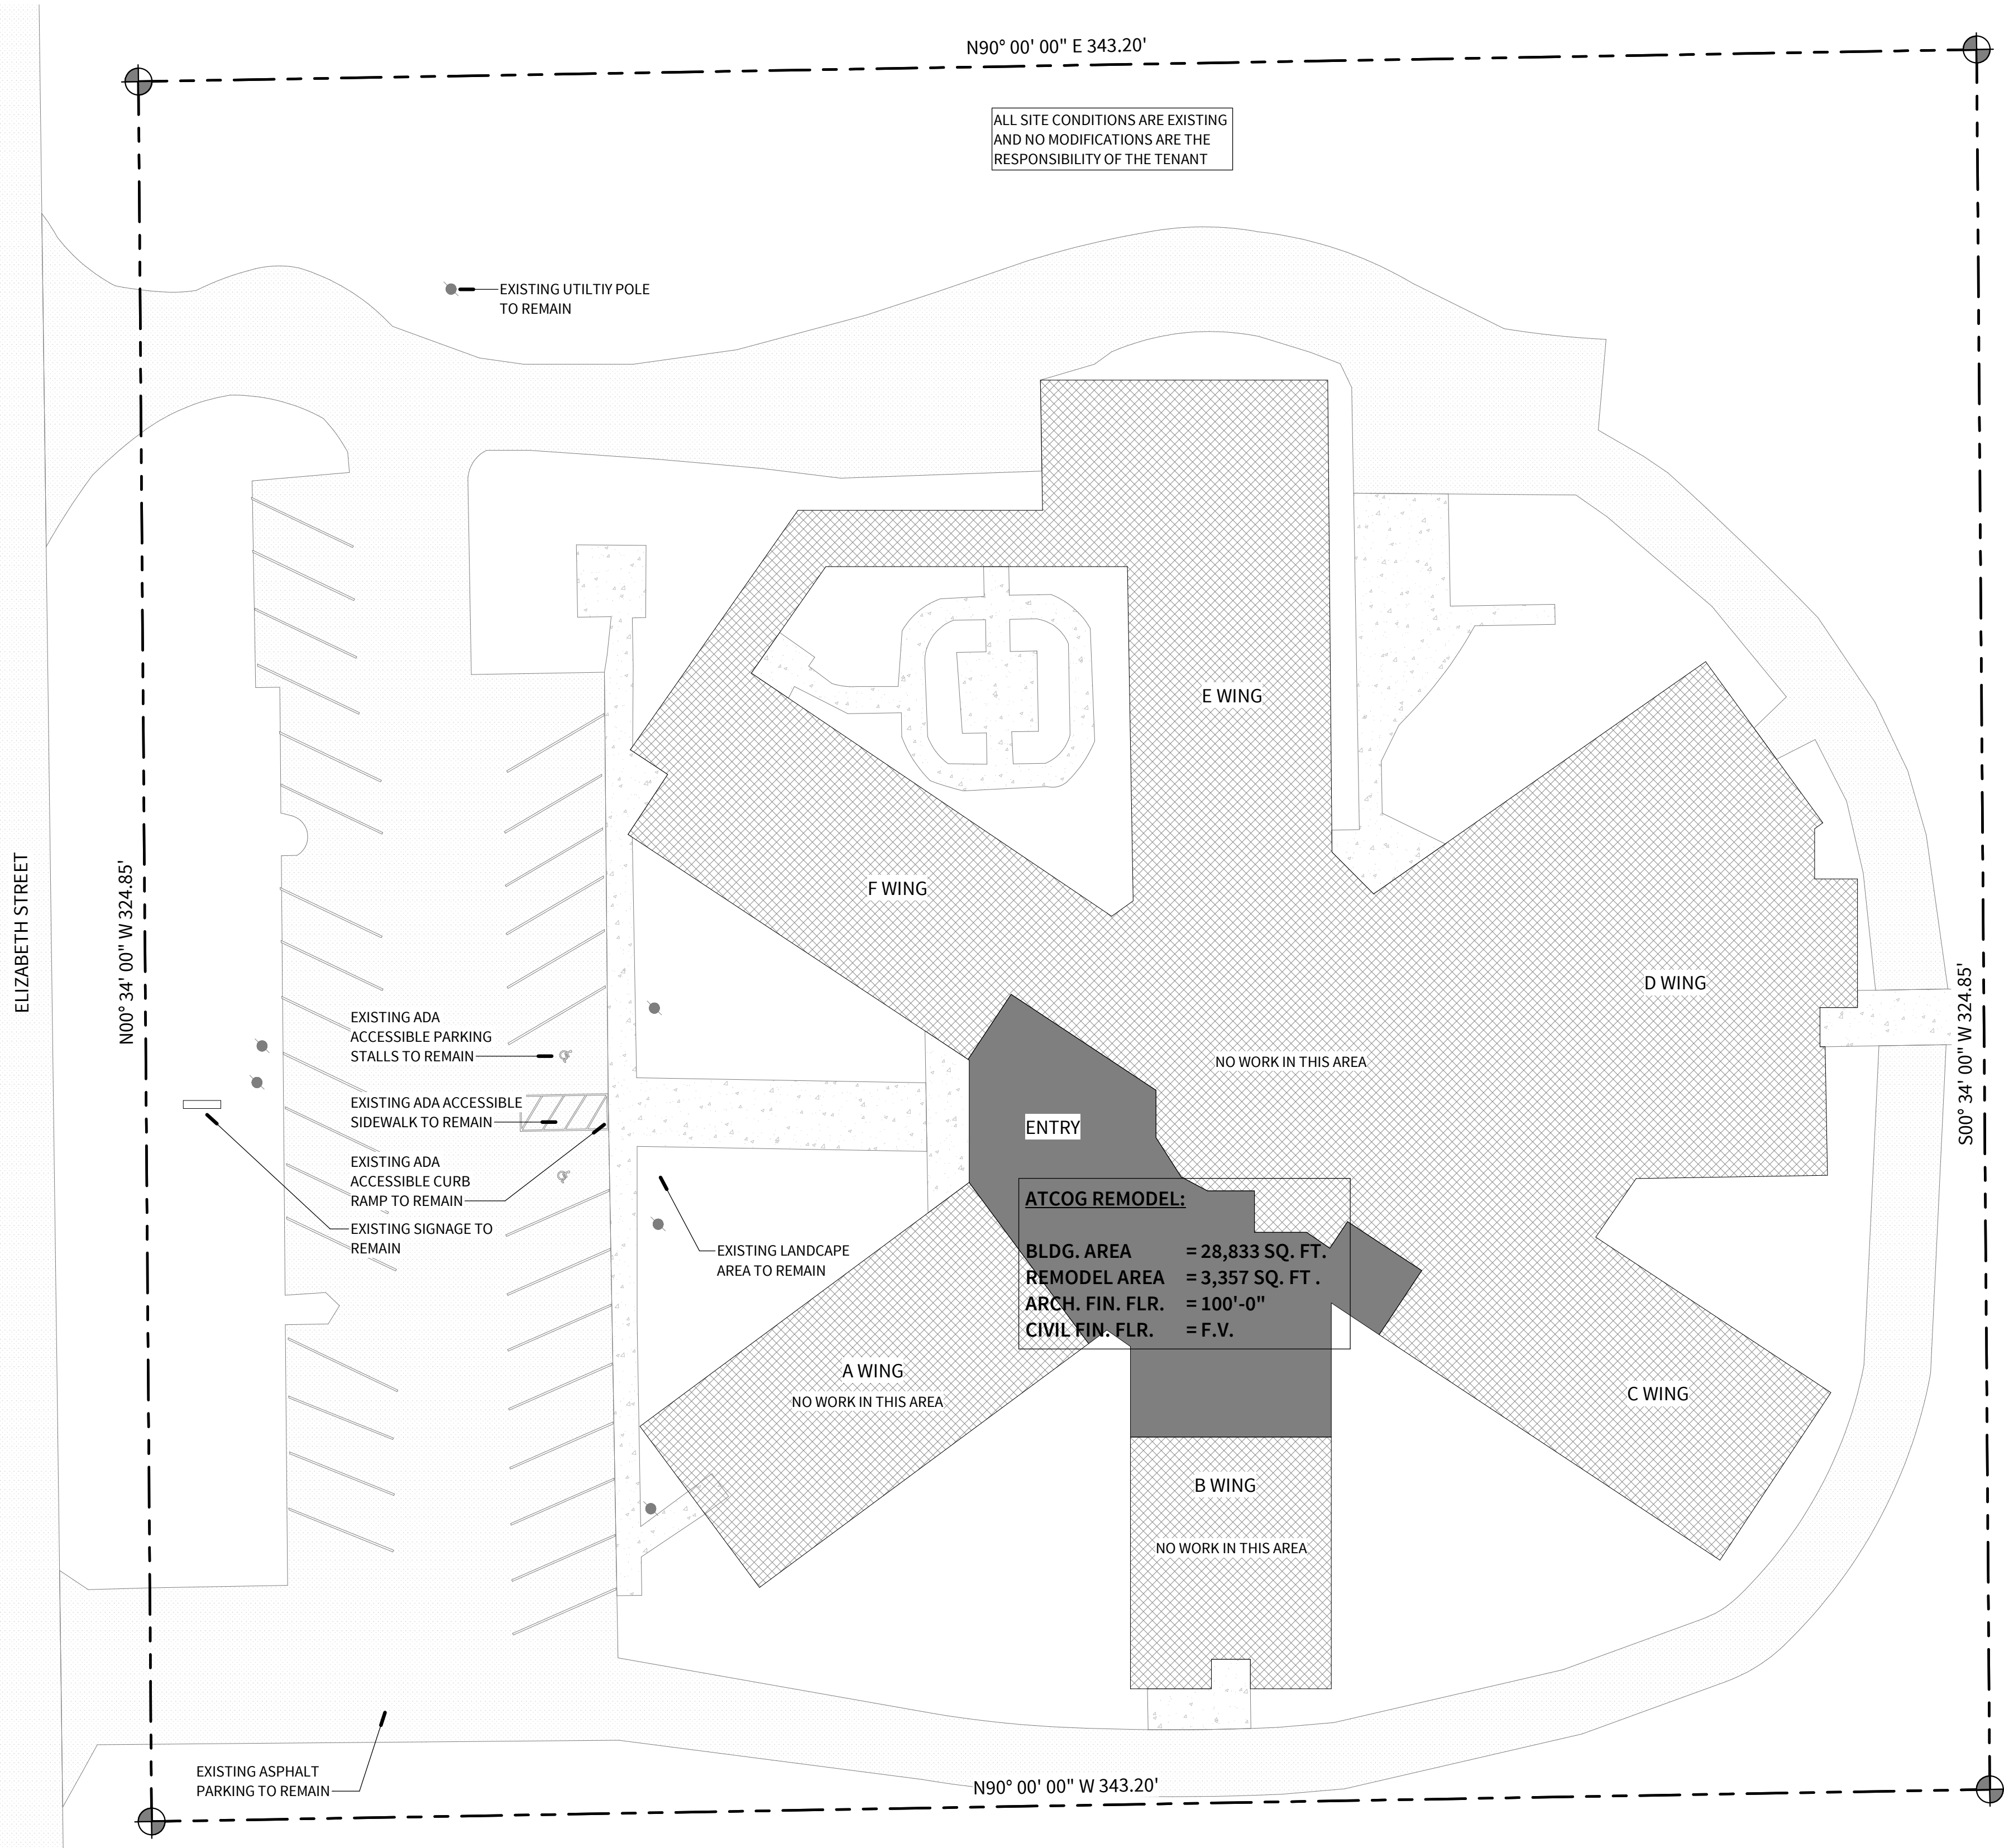 N90° 00' 00" E 343.20'
ALL SITE CONDITIONS ARE EXISTING
AND NO MODIFICATIONS ARE THE
RESPONSIBILITY OF THE TENANT
EXISTING UTILTIY POLE
TO REMAIN
E WING
F WING
D WING
ELIZABETH STREET
N00° 34' 00" W 324.85'
S00° 34' 00" W 324.85'
EXISTING ADA
ACCESSIBLE PARKING
STALLS TO REMAIN
NO WORK IN THIS AREA
EXISTING ADA ACCESSIBLE
SIDEWALK TO REMAIN
ENTRY
EXISTING ADA
ACCESSIBLE CURB
RAMP TO REMAIN
EXISTING SIGNAGE TO
REMAIN
EXISTING LANDCAPE
AREA TO REMAIN
ATCOG REMODEL:
BLDG. AREA = 28,833 SQ. FT.
REMODEL AREA = 3,357 SQ. FT .
ARCH. FIN. FLR. = 100'-0"
CIVIL FIN. FLR. = F.V.
A WING
NO WORK IN THIS AREA
C WING
B WING
NO WORK IN THIS AREA
EXISTING ASPHALT
PARKING TO REMAIN
N90° 00' 00" W 343.20'